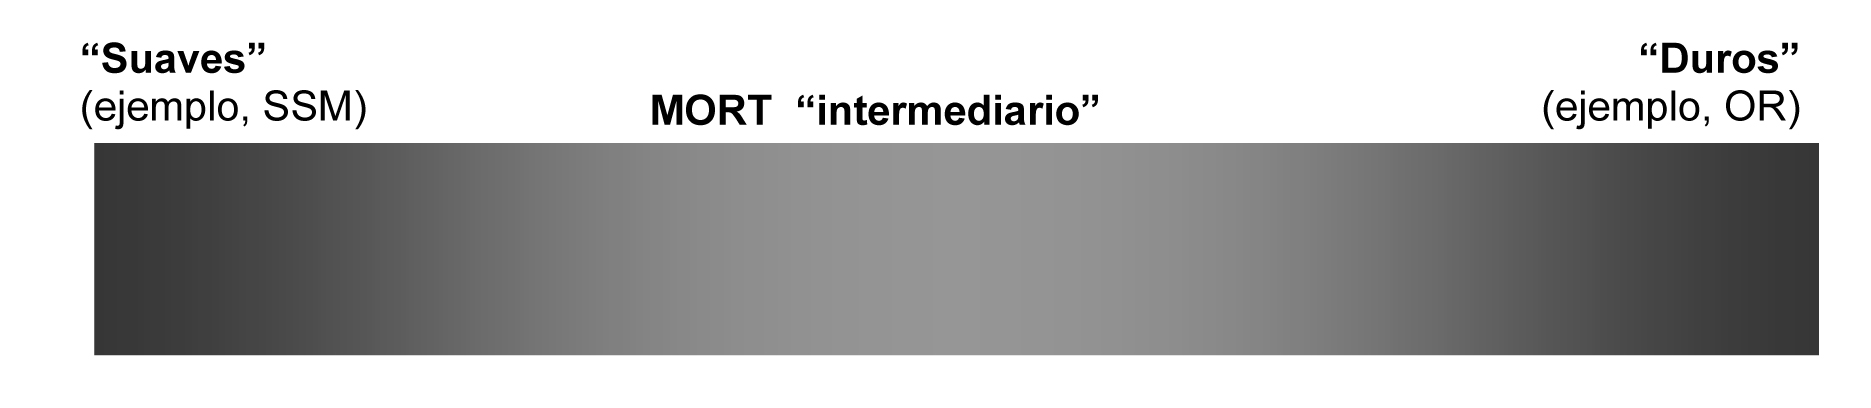 “Suaves”
(ejemplo, SSM)
MORT “intermediario”
“Duros”
(ejemplo, OR)